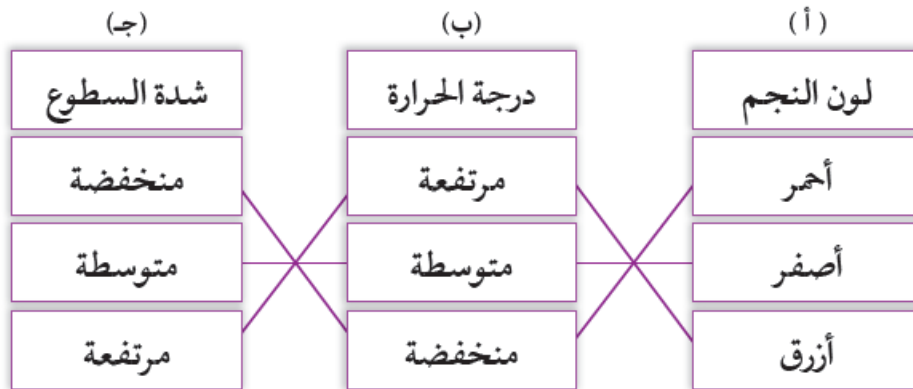 ( أ ) (ب) (جـ)
لون النجم درجة الحرارة شدة السطوع
أحمر مرتفعة منخفضة
أصفر متوسطة متوسطة
أزرق منخفضة مرتفعة